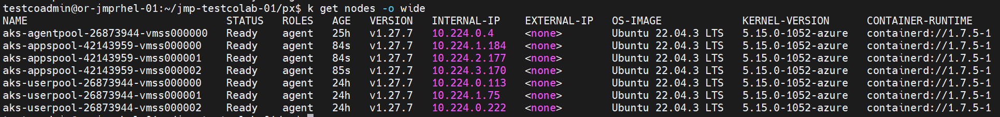 testcoadmin@or-jmprhel-01:~/jmp-testcolab-01/px$ k get nodes -o wide
NAME STATUS ROLES AGE VERSION INTERNAL-IP EXTERNAL-IP OS-IMAGE KERNEL-VERSION CONTAINER-RUNTIME
aks-agentpool-26873944-vmss000000 Ready agent 25h v1.27.7 10.224.0.4 <none> Ubuntu 22.04.3 LTS 5.15.0-1052-azure containerd://1.7.5-1
aks-appspool-42143959-vmss000000 Ready agent 84s v1.27.7 10.224.1.184 <none> Ubuntu 22.04.3 LTS 5.15.0-1052-azure containerd://1.7.5-1
aks-appspool-42143959-vmss000001 Ready agent 84s v1.27.7 10.224.2.177 <none> Ubuntu 22.04.3 LTS 5.15.0-1052-azure containerd://1.7.5-1
aks-appspool-42143959-vmss000002 Ready agent 85s v1.27.7 10.224.3.170 <none> Ubuntu 22.04.3 LTS 5.15.0-1052-azure containerd://1.7.5-1
aks-userpool-26873944-vmss000000 Ready agent 24h v1.27.7 10.224.0.113 <none> Ubuntu 22.04.3 LTS 5.15.0-1052-azure containerd://1.7.5-1
aks-userpool-26873944-vmss000001 Ready agent 24h v1.27.7 10.224.1.75 <none> Ubuntu 22.04.3 LTS 5.15.0-1052-azure containerd://1.7.5-1
aks-userpool-26873944-vmss000002 Ready agent 24h v1.27.7 10.224.0.222 <none> Ubuntu 22.04.3 LTS 5.15.0-1052-azure containerd://1.7.5-1